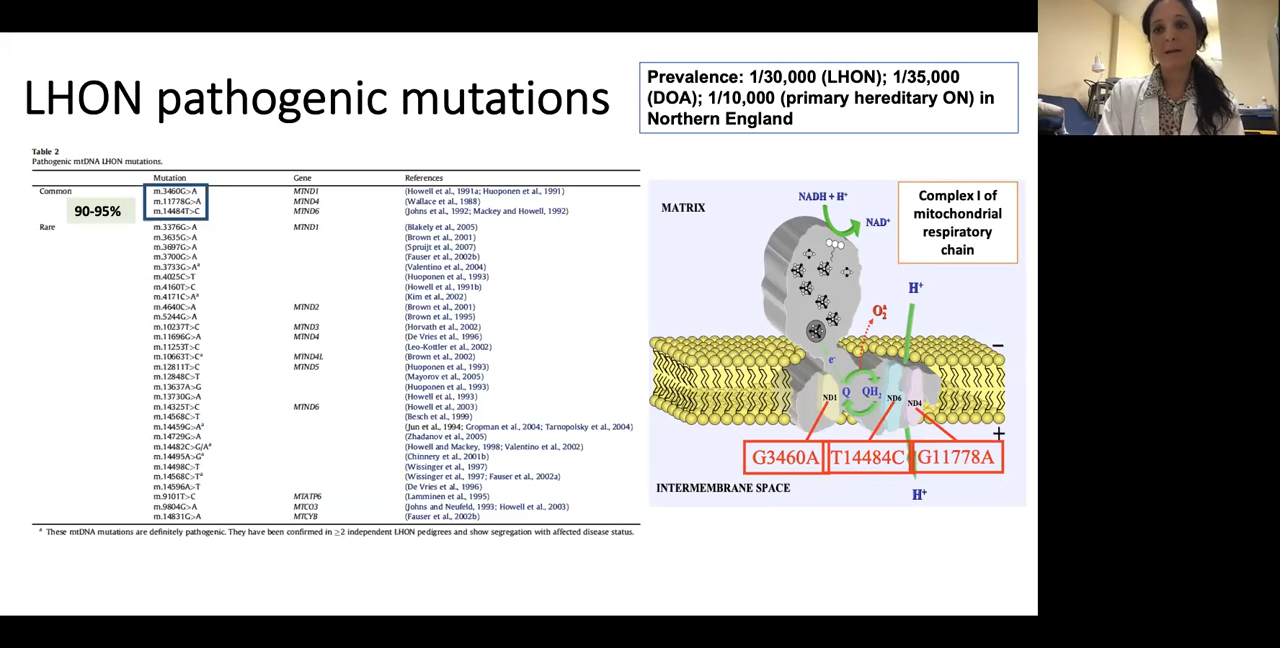 LHON pathogenic mutations
Prevalence: 1/30,000 (LHON); 1/35,000
(DOA); 1/10,000 (primary hereditary ON) in
Northern England
Table 2
Pathogenic mtDNA LHON mutations.
Mutation Gene References
Common m.3460G>A MTND1 (Howell et al., 1991a; Huoponen et al., 1991)
m.11778G>A MTND4 (Wallace et al., 1988)
m.14484T>C MTND6 (Johns et al., 1992; Mackey and Howell, 1992)
90-95%
Rare m.3376G>A MTND1 (Blakely et al., 2005)
m.3635G>A (Brown et al., 2001)
m.3697G>A (Spruijt et al., 2007)
m.3700G>A (Fauser et al., 2002b)
m.3733G>Aª (Valentino et al., 2004)
m.4025C>T (Huoponen et al., 1993)
m.4160T>C (Howell et al., 1991b)
m.4171C>Aª (Kim et al., 2002)
m.4640C>A MTND2 (Brown et al., 2001)
m.5244G>A (Brown et al., 1995)
m.10237T>C MTND3 (Horvath et al., 2002)
m.11696G>A MTND4 (De Vries et al., 1996)
m.11253T>C (Leo-Kottler et al., 2002)
m.10663T>Cª MTND4L (Brown et al., 2002)
m.12811T>C MTND5 (Huoponen et al., 1993)
m.12848C>T (Mayorov et al., 2005)
m.13637A>G (Huoponen et al., 1993)
m.13730G>A (Howell et al., 1993)
m.14325T>C MTND6 (Howell et al., 2003)
m.14568C>T (Besch et al., 1999)
m.14459G>Aª (Jun et al., 1994; Gropman et al., 2004; Tarnopolsky et al., 2004)
m.14729G>A (Zhadanov et al., 2005)
m.14482C>G/Aª (Howell and Mackey, 1998; Valentino et al., 2002)
m.14495A>Gª (Chinnery et al., 2001b)
m.14498C>T (Wissinger et al., 1997)
m.14568C>Tª (Wissinger et al., 1997; Fauser et al., 2002a)
m.14596A>T (De Vries et al., 1996)
m.9101T>C MTATP6 (Lamminen et al., 1995)
m.9804G>A MTCO3 (Johns and Neufeld, 1993; Howell et al., 2003)
m.14831G>A MTCYB (Fauser et al., 2002b)
ª These mtDNA mutations are definitely pathogenic. They have been confirmed in ≥2 independent LHON pedigrees and show segregation with affected disease status.
MATRIX
NADH + H⁺
NAD⁺
Complex I of
mitochondrial
respiratory
chain
H⁺
e⁻
−
ND1 Q QH₂ ND6 ND4
+
G3460A T14484C G11778A
INTERMEMBRANE SPACE
H⁺